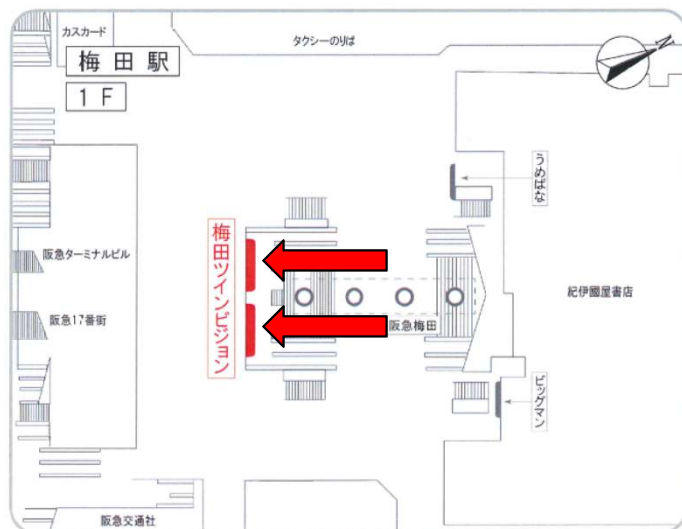 カスカード
タクシーのりば
N
梅田駅
1F
うめぱな
阪急ターミナルビル
梅田ツインビジョン
紀伊國屋書店
阪急17番街
阪急梅田
ビッグマン
阪急交通社